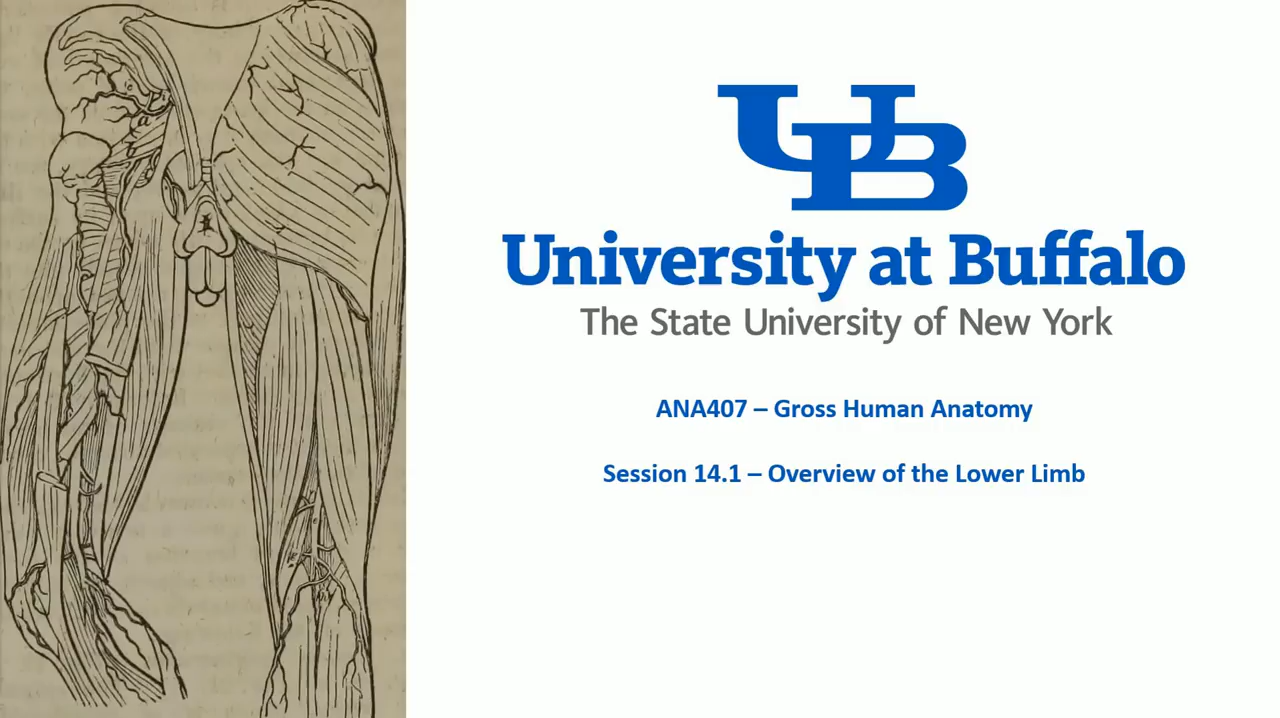 UB
University at Buffalo
The State University of New York
ANA407 – Gross Human Anatomy
Session 14.1 – Overview of the Lower Limb